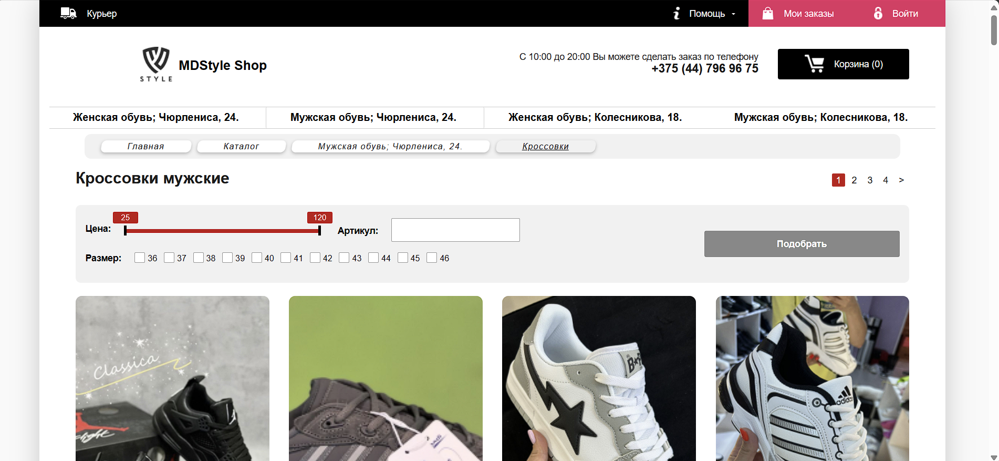 Курьер
Помощь
Мои заказы
Войти
STYLE
MDStyle Shop
С 10:00 до 20:00 Вы можете сделать заказ по телефону
+375 (44) 796 96 75
Корзина (0)
Женская обувь; Чюрлениса, 24.
Мужская обувь; Чюрлениса, 24.
Женская обувь; Колесникова, 18.
Мужская обувь; Колесникова, 18.
Главная
Каталог
Мужская обувь; Чюрлениса, 24.
Кроссовки
Кроссовки мужские
1 2 3 4 >
25
120
Цена:
Артикул:
Подобрать
Размер:
36 37 38 39 40 41 42 43 44 45 46
Classica
adidas